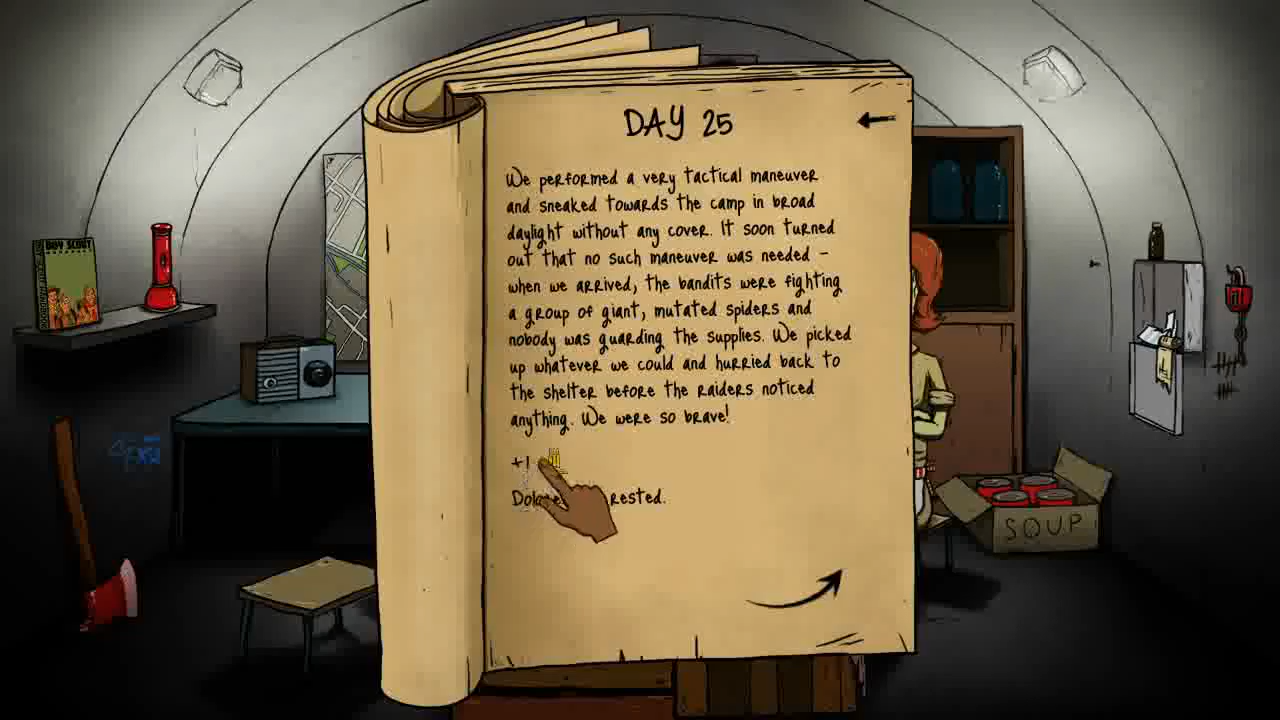 DAY 25
We performed a very tactical maneuver
and sneaked towards the camp in broad
daylight without any cover. It soon turned
out that no such maneuver was needed -
when we arrived, the bandits were fighting
a group of giant, mutated spiders and
nobody was guarding the supplies. We picked
up whatever we could and hurried back to
the shelter before the raiders noticed
anything. We were so brave!
+1
rested.
BOY SCOUT
SOUP